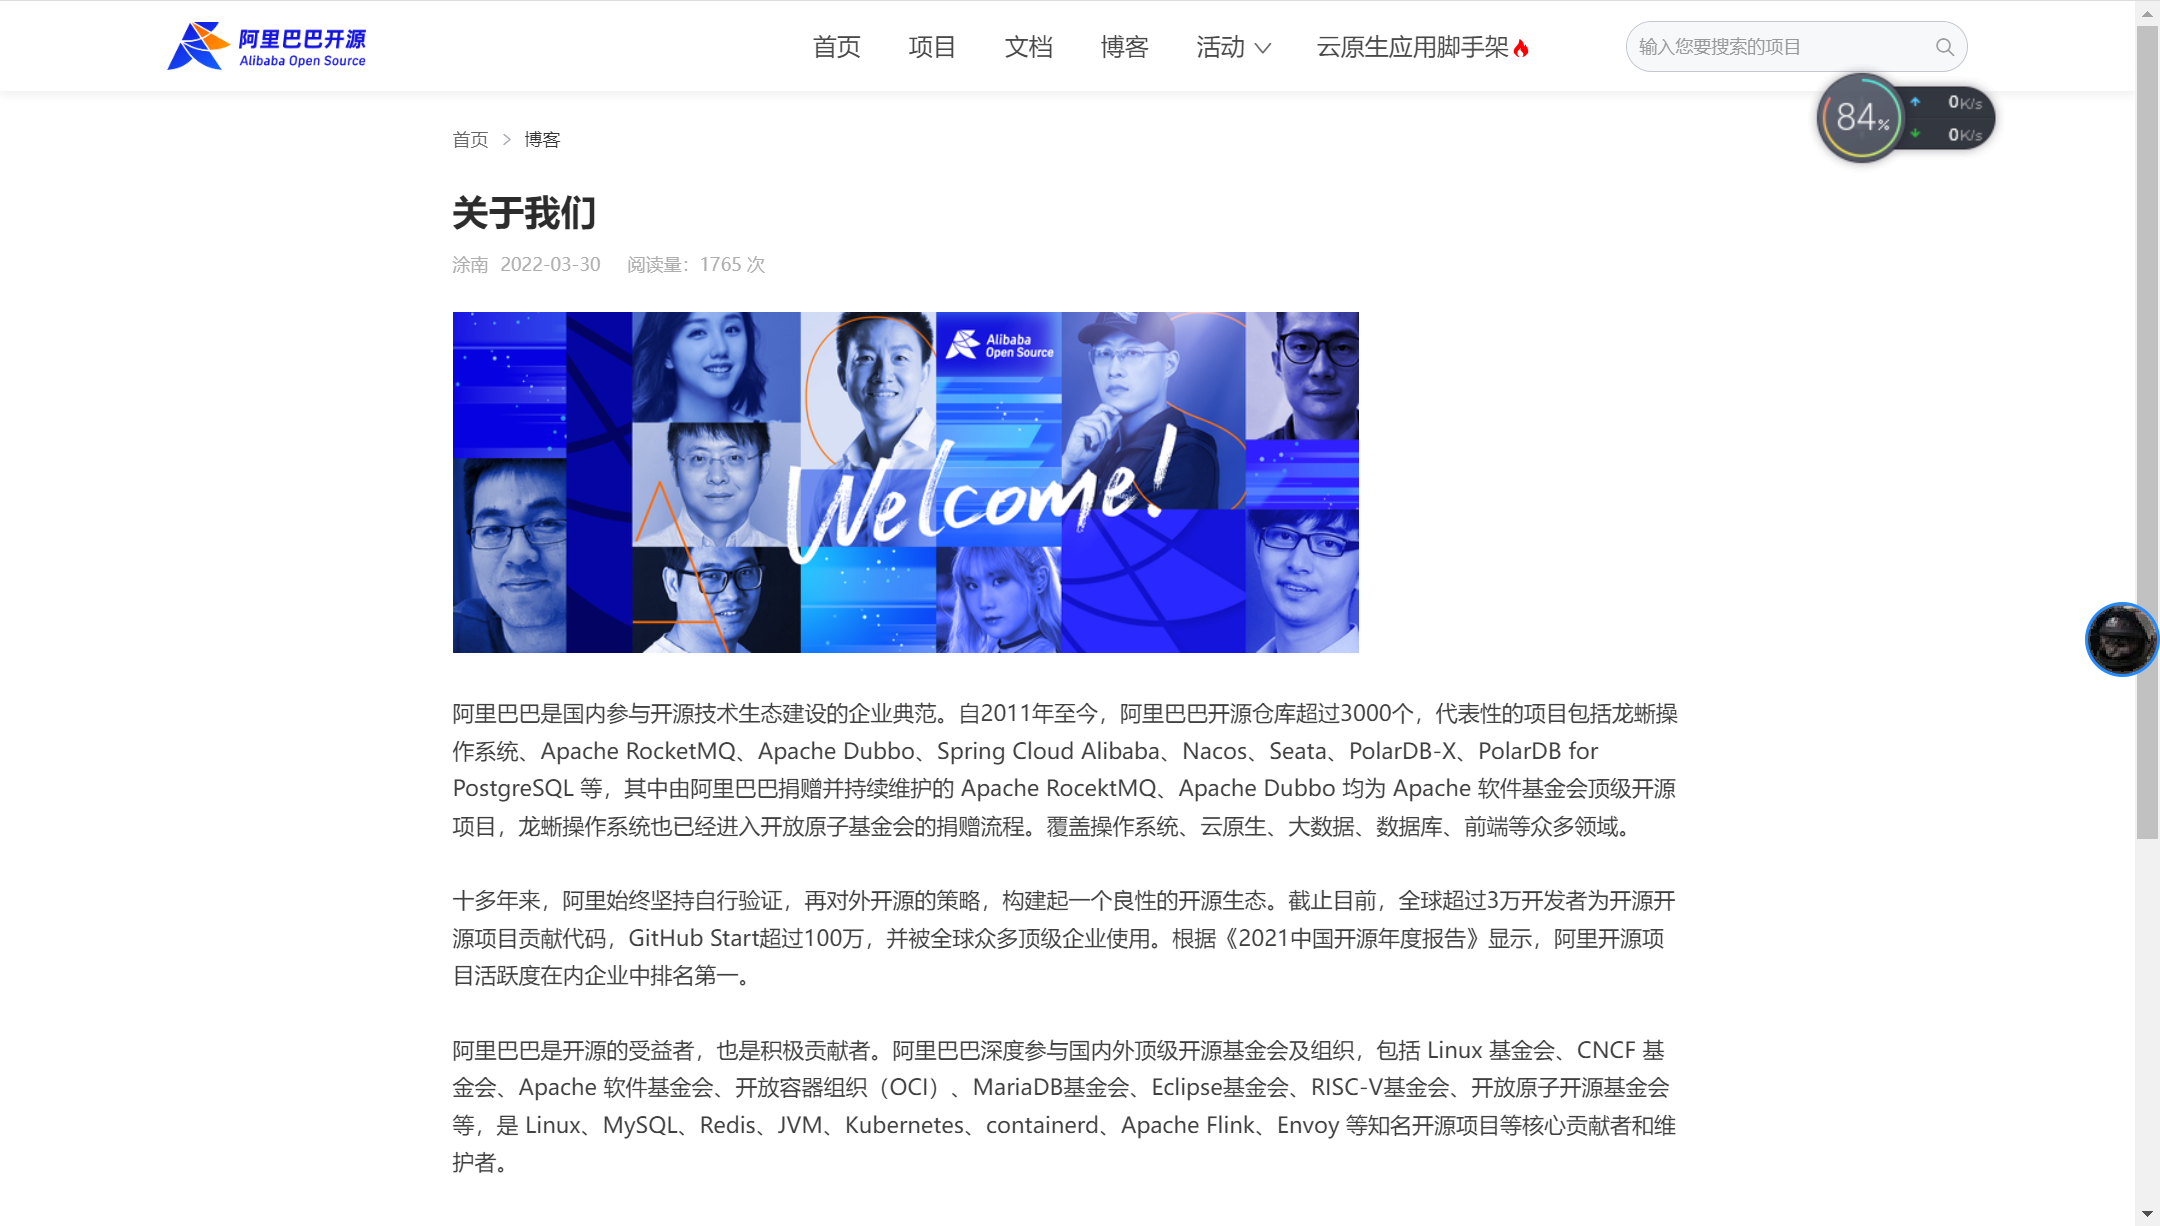 阿里巴巴开源
Alibaba Open Source
首页 项目 文档 博客 活动 云原生应用脚手架
输入您要搜索的项目
84%
0K/s
0K/s
首页 > 博客
关于我们
涂南 2022-03-30 阅读量：1765 次
Alibaba
Open Source
Welcome!
阿里巴巴是国内参与开源技术生态建设的企业典范。自2011年至今，阿里巴巴开源仓库超过3000个，代表性的项目包括龙蜥操
作系统、Apache RocketMQ、Apache Dubbo、Spring Cloud Alibaba、Nacos、Seata、PolarDB-X、PolarDB for
PostgreSQL 等，其中由阿里巴巴捐赠并持续维护的 Apache RocektMQ、Apache Dubbo 均为 Apache 软件基金会顶级开源
项目，龙蜥操作系统也已经进入开放原子基金会的捐赠流程。覆盖操作系统、云原生、大数据、数据库、前端等众多领域。
十多年来，阿里始终坚持自行验证，再对外开源的策略，构建起一个良性的开源生态。截止目前，全球超过3万开发者为开源开
源项目贡献代码，GitHub Start超过100万，并被全球众多顶级企业使用。根据《2021中国开源年度报告》显示，阿里开源项
目活跃度在内企业中排名第一。
阿里巴巴是开源的受益者，也是积极贡献者。阿里巴巴深度参与国内外顶级开源基金会及组织，包括 Linux 基金会、CNCF 基
金会、Apache 软件基金会、开放容器组织（OCI）、MariaDB基金会、Eclipse基金会、RISC-V基金会、开放原子开源基金会
等，是 Linux、MySQL、Redis、JVM、Kubernetes、containerd、Apache Flink、Envoy 等知名开源项目等核心贡献者和维
护者。